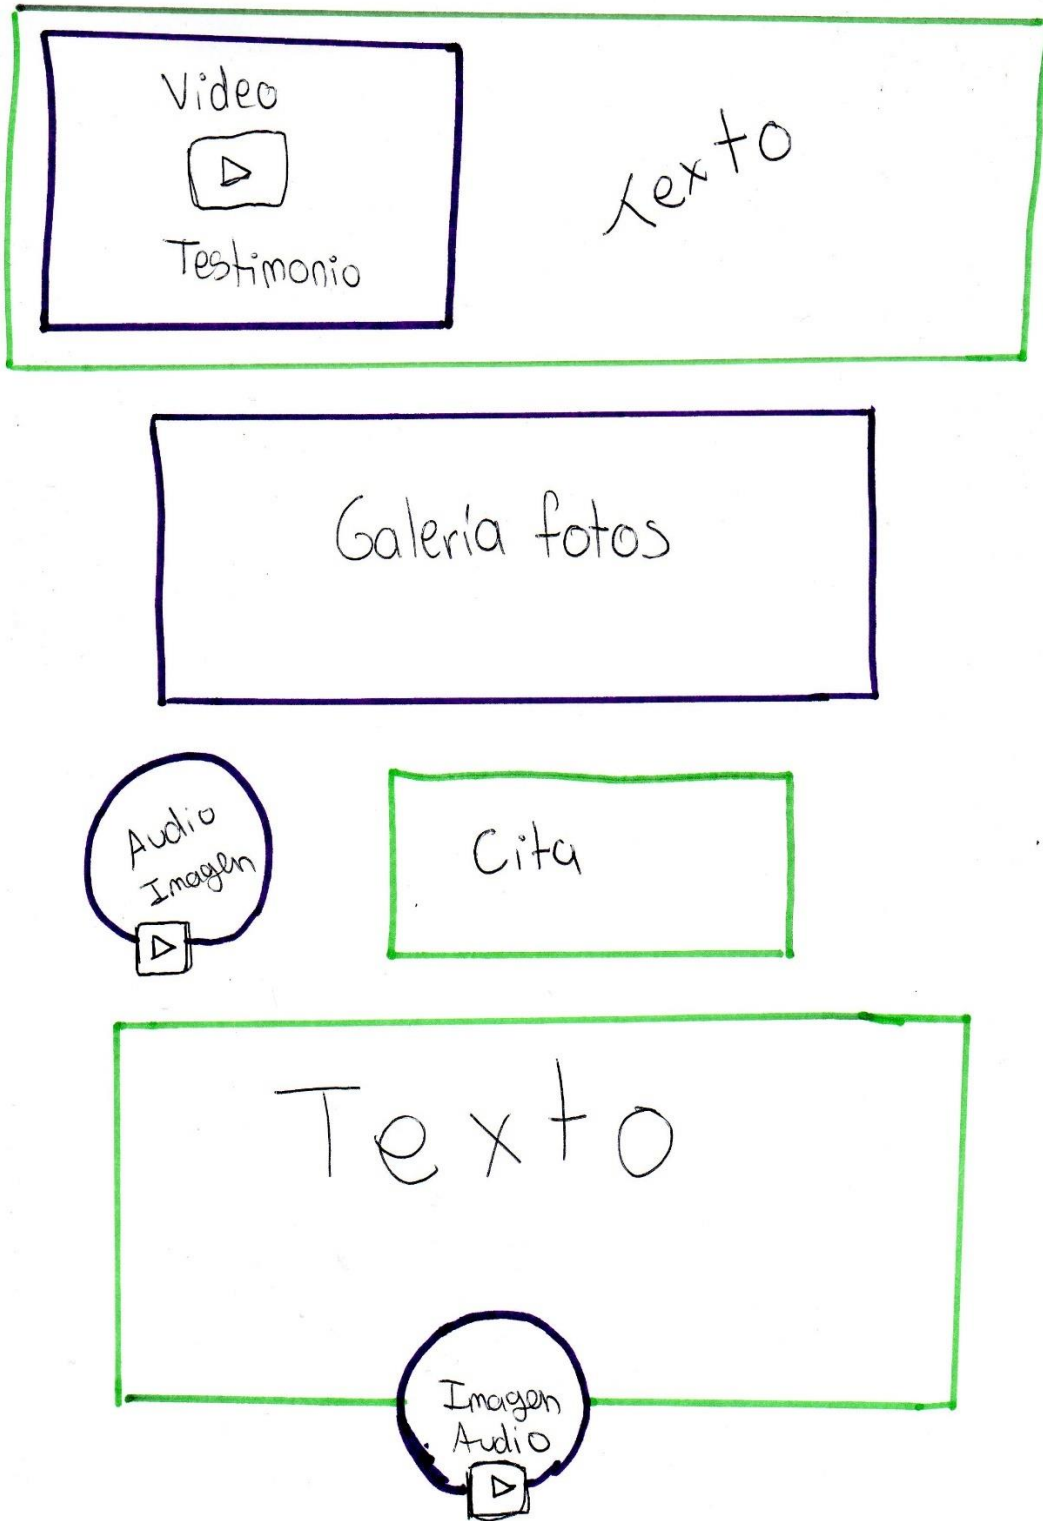 Video
Testimonio
Texto
Galería fotos
Audio
Imagen
Cita
Texto
Imagen
Audio